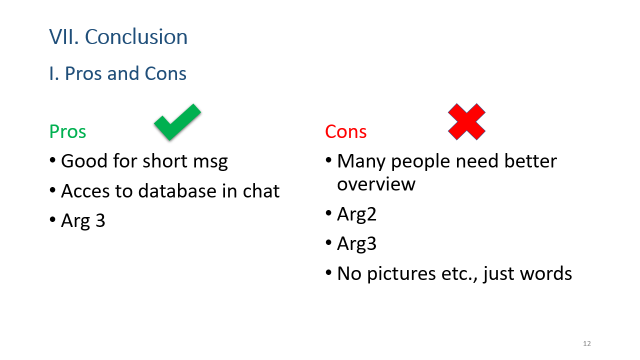 VII. Conclusion
I. Pros and Cons
Pros
• Good for short msg
• Acces to database in chat
• Arg 3
Cons
• Many people need better
overview
• Arg2
• Arg3
• No pictures etc., just words
12